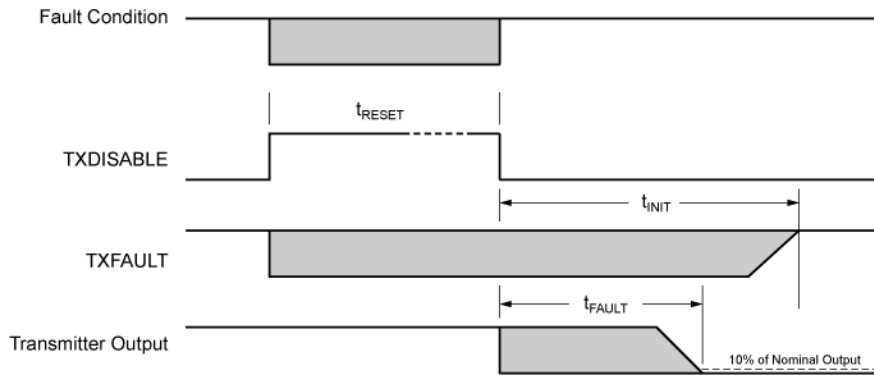 Fault Condition
tRESET
TXDISABLE
tINIT
TXFAULT
tFAULT
Transmitter Output
10% of Nominal Output